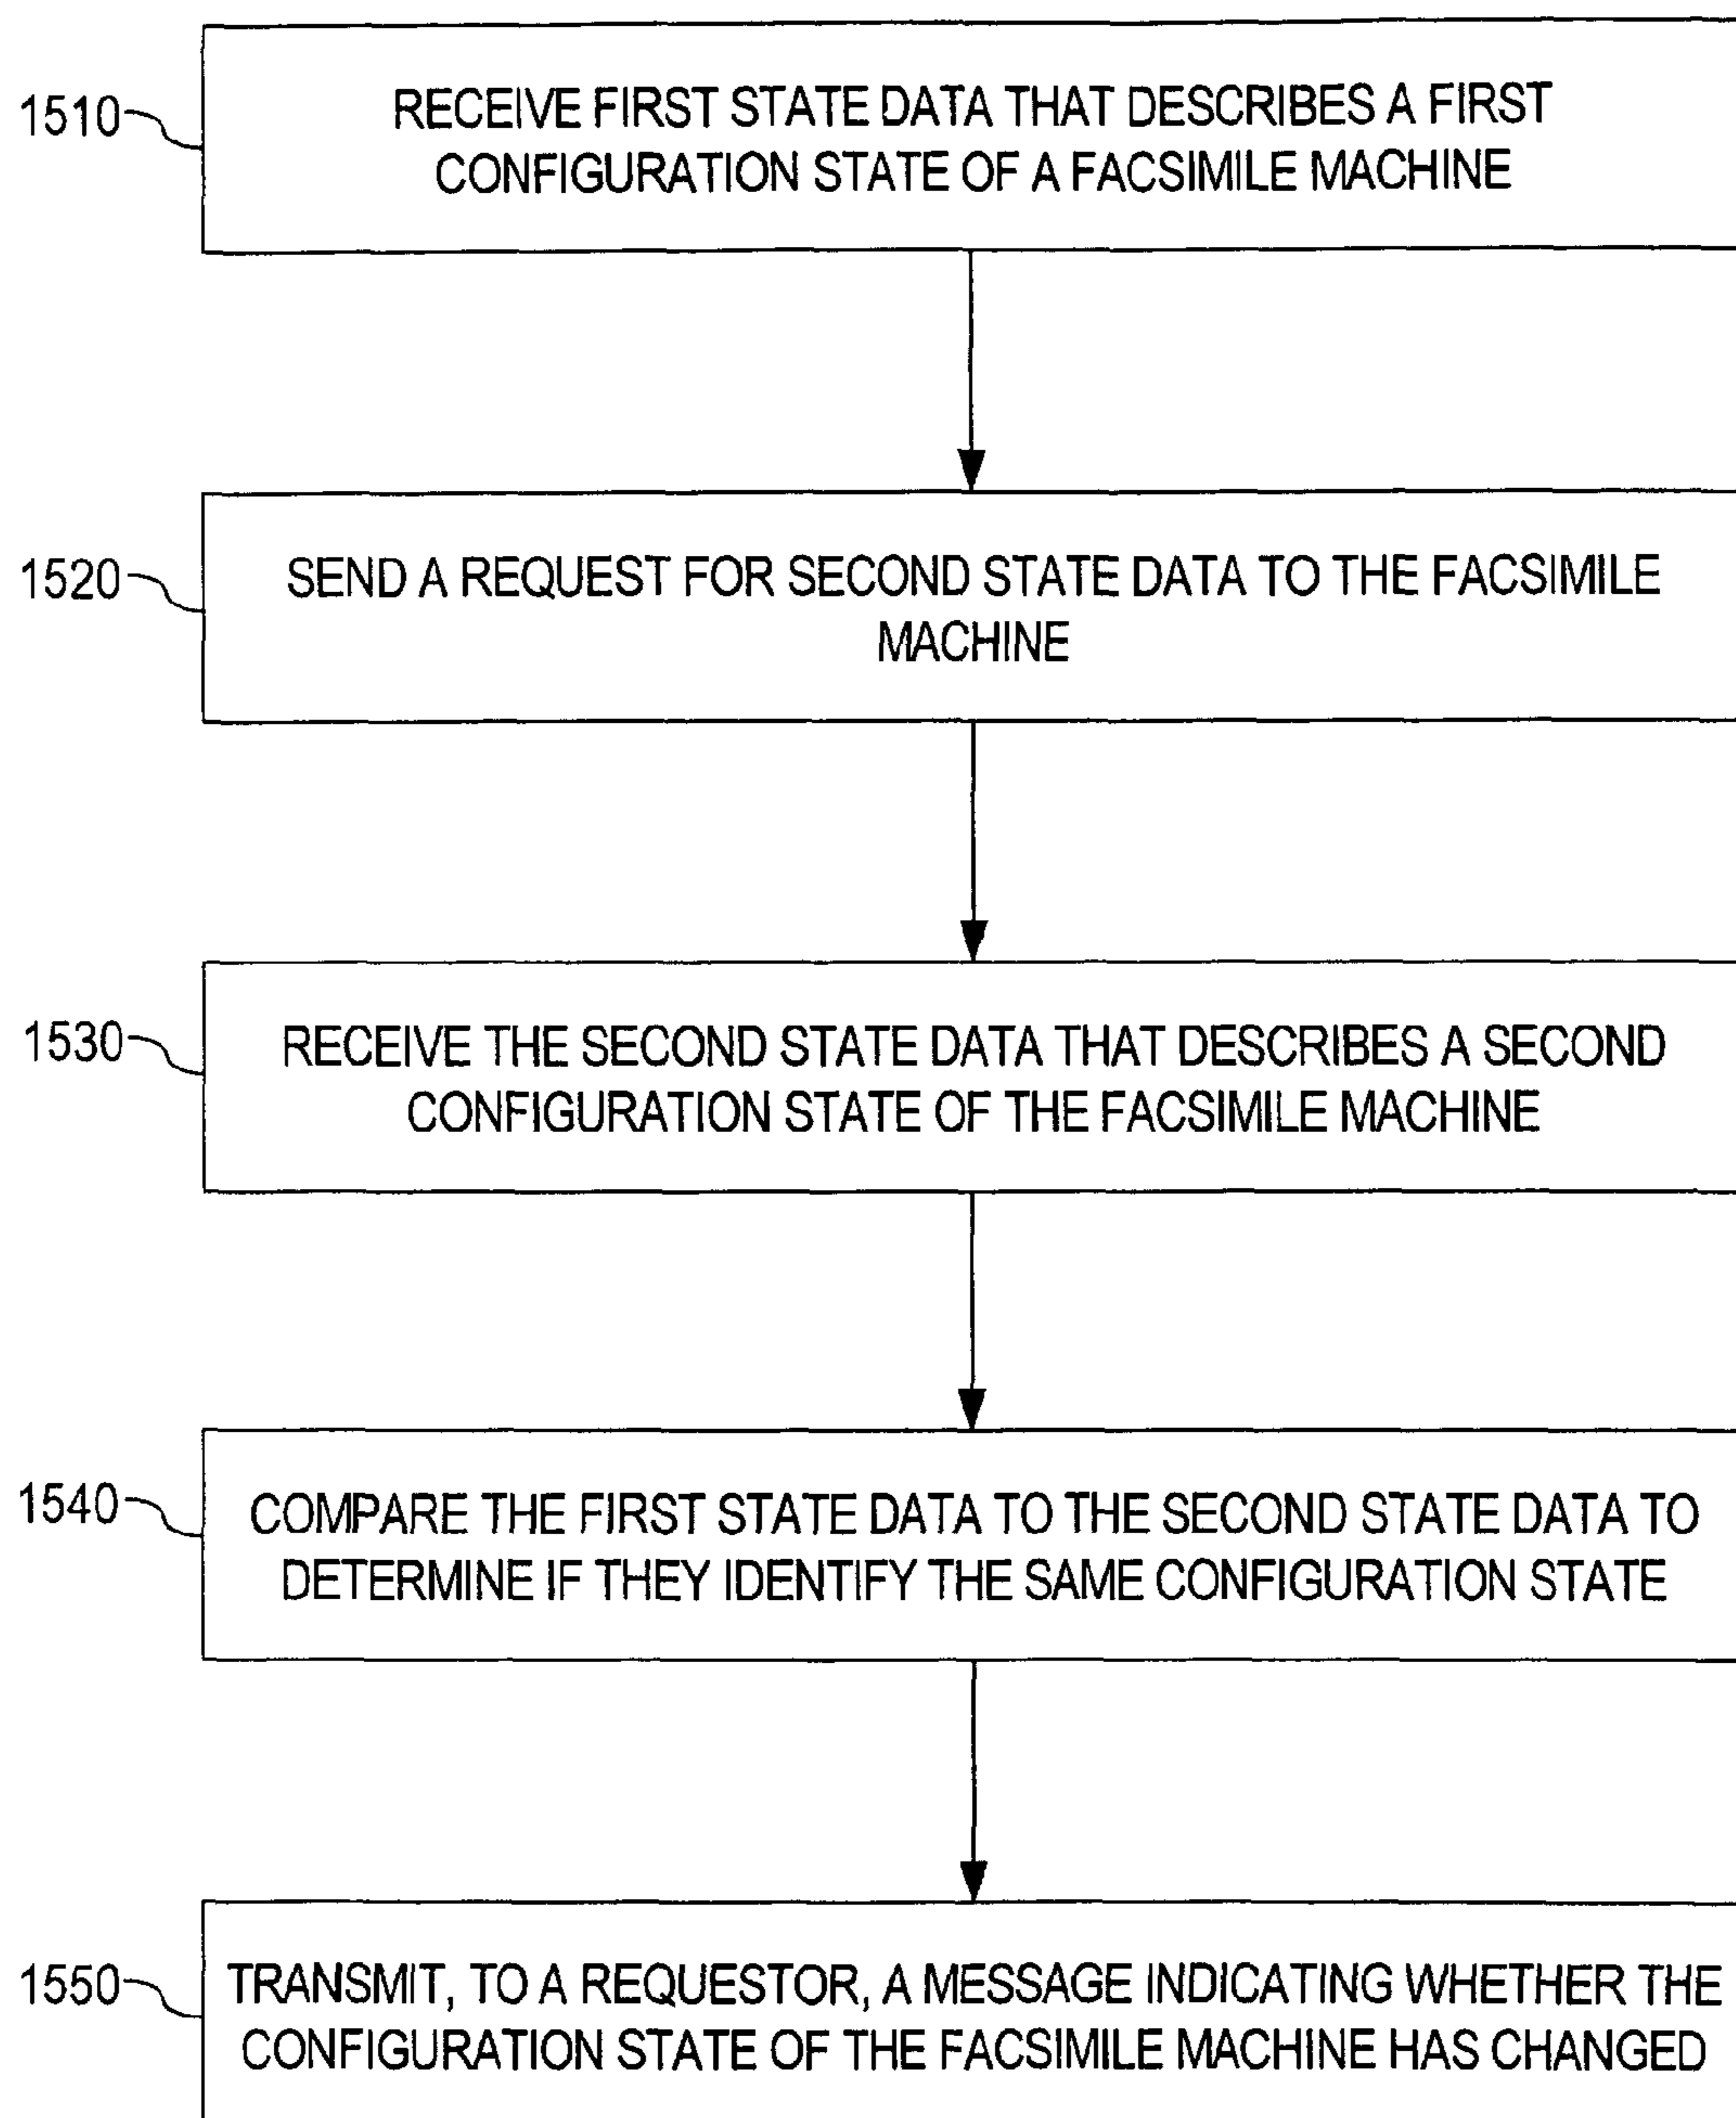 1510
RECEIVE FIRST STATE DATA THAT DESCRIBES A FIRST
CONFIGURATION STATE OF A FACSIMILE MACHINE
1520
SEND A REQUEST FOR SECOND STATE DATA TO THE FACSIMILE
MACHINE
1530
RECEIVE THE SECOND STATE DATA THAT DESCRIBES A SECOND
CONFIGURATION STATE OF THE FACSIMILE MACHINE
1540
COMPARE THE FIRST STATE DATA TO THE SECOND STATE DATA TO
DETERMINE IF THEY IDENTIFY THE SAME CONFIGURATION STATE
1550
TRANSMIT, TO A REQUESTOR, A MESSAGE INDICATING WHETHER THE
CONFIGURATION STATE OF THE FACSIMILE MACHINE HAS CHANGED